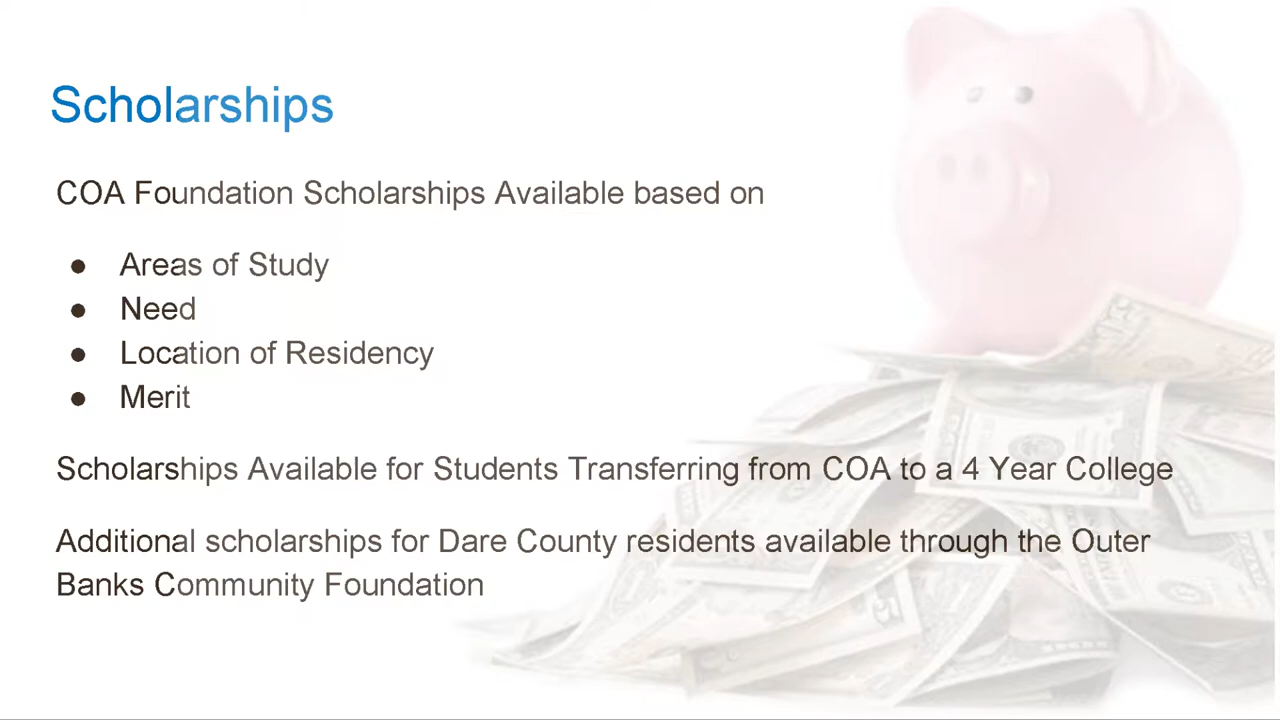 Scholarships
COA Foundation Scholarships Available based on
● Areas of Study
● Need
● Location of Residency
● Merit
Scholarships Available for Students Transferring from COA to a 4 Year College
Additional scholarships for Dare County residents available through the Outer
Banks Community Foundation